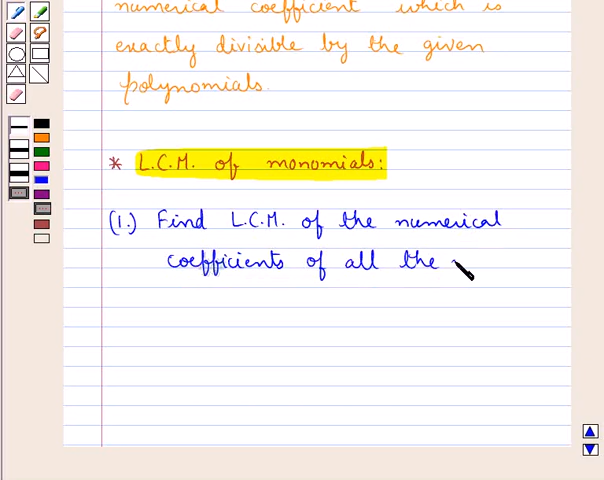 numerical coefficient which is
exactly divisible by the given
polynomials.
* L.C.M. of monomials:
(1.) Find L.C.M. of the numerical
coefficients of all the